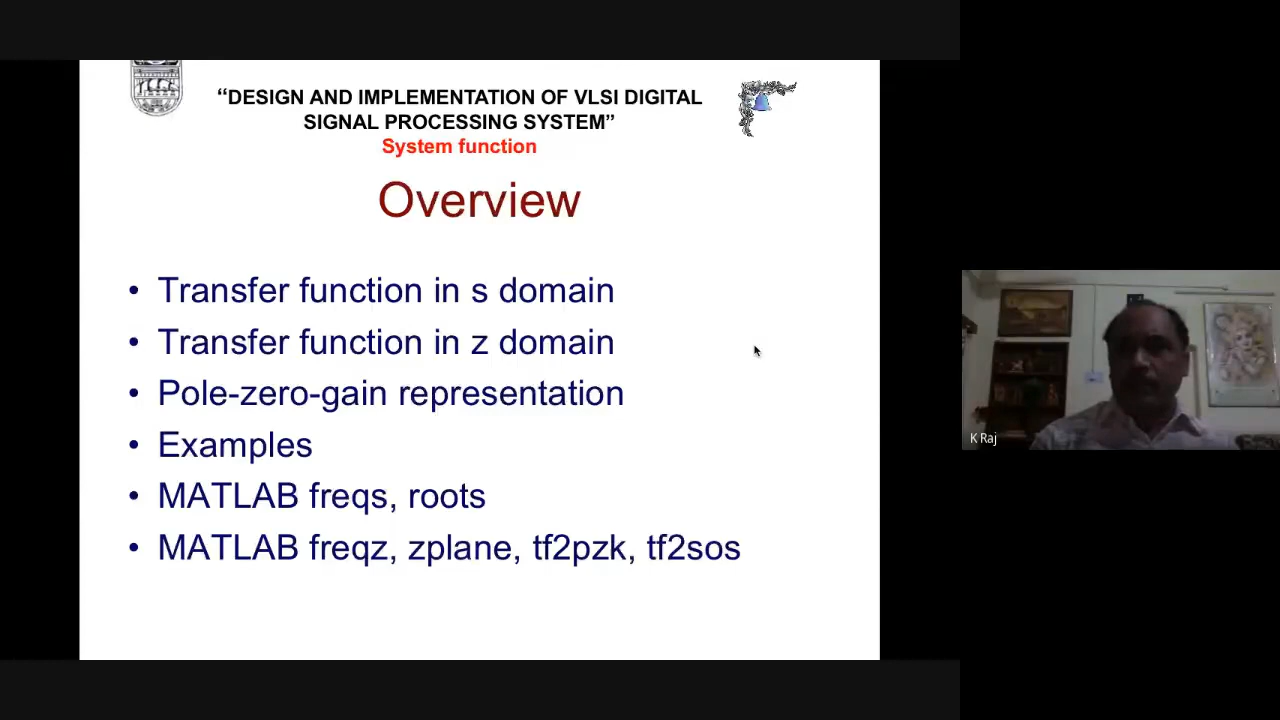 “DESIGN AND IMPLEMENTATION OF VLSI DIGITAL
SIGNAL PROCESSING SYSTEM”
System function
Overview
• Transfer function in s domain
• Transfer function in z domain
• Pole-zero-gain representation
• Examples
• MATLAB freqs, roots
• MATLAB freqz, zplane, tf2pzk, tf2sos
K Raj